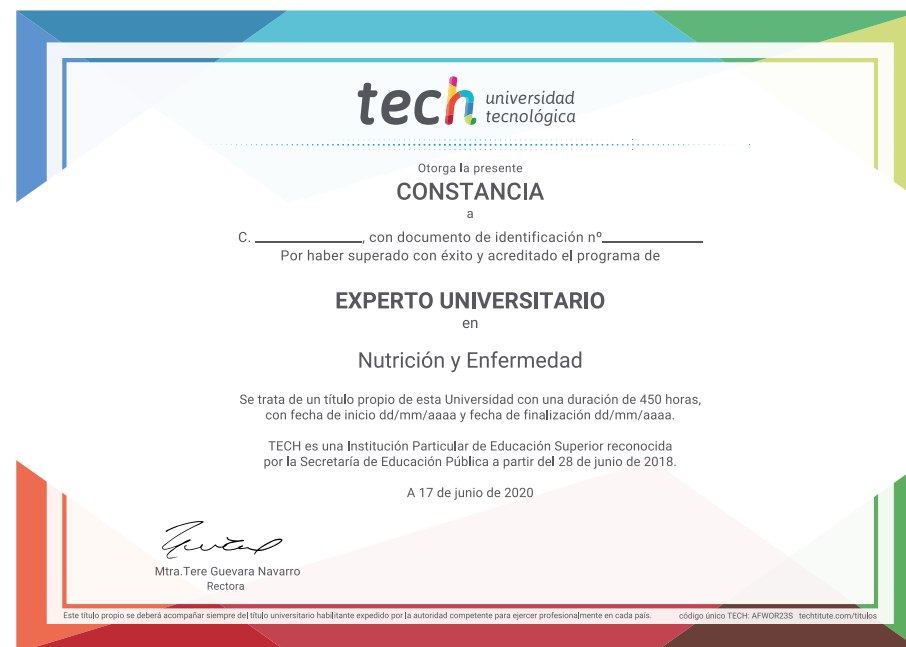 tech universidad
tecnológica
Otorga la presente
CONSTANCIA
a
C. ____________, con documento de identificación nº____________
Por haber superado con éxito y acreditado el programa de
EXPERTO UNIVERSITARIO
en
Nutrición y Enfermedad
Se trata de un título propio de esta Universidad con una duración de 450 horas,
con fecha de inicio dd/mm/aaaa y fecha de finalización dd/mm/aaaa.
TECH es una Institución Particular de Educación Superior reconocida
por la Secretaría de Educación Pública a partir del 28 de junio de 2018.
A 17 de junio de 2020
Mtra.Tere Guevara Navarro
Rectora
Este título propio se deberá acompañar siempre del título universitario habilitante expedido por la autoridad competente para ejercer profesionalmente en cada país. código único TECH: AFWOR23S techtitute.com/titulos